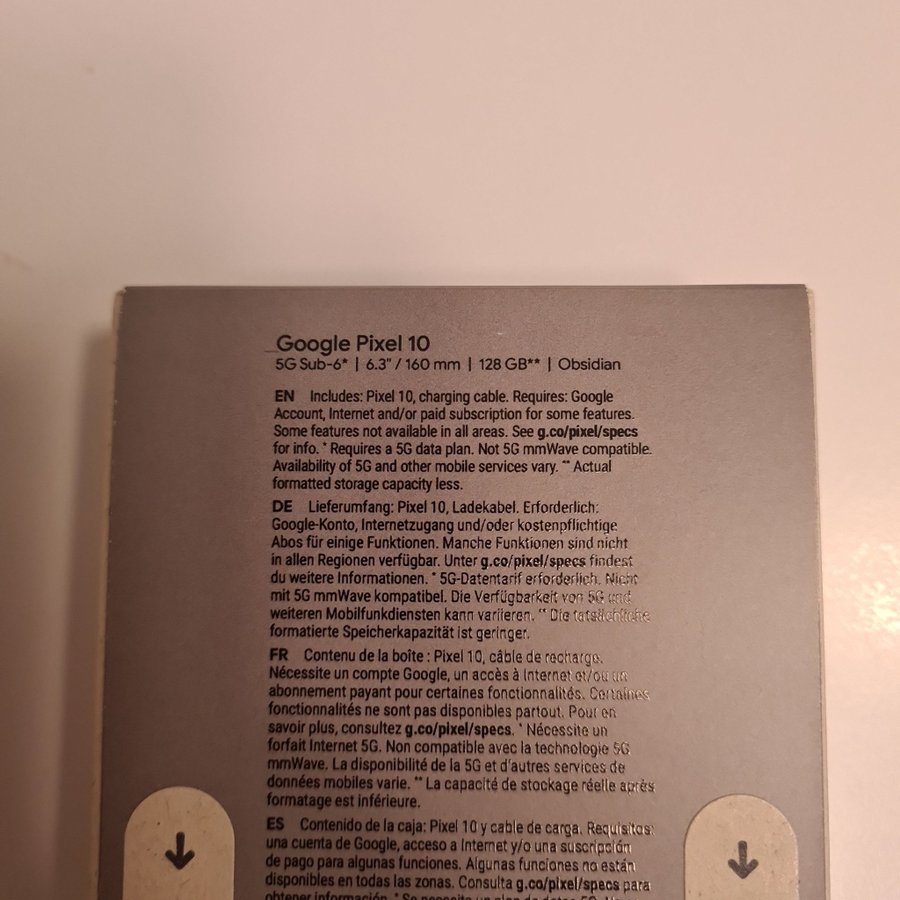 Google Pixel 10
5G Sub-6* | 6.3" / 160 mm | 128 GB** | Obsidian
EN Includes: Pixel 10, charging cable. Requires: Google
Account, Internet and/or paid subscription for some features.
Some features not available in all areas. See g.co/pixel/specs
for info. * Requires a 5G data plan. Not 5G mmWave compatible.
Availability of 5G and other mobile services vary. ** Actual
formatted storage capacity less.
DE Lieferumfang: Pixel 10, Ladekabel. Erforderlich:
Google-Konto, Internetzugang und/oder kostenpflichtige
Abos für einige Funktionen. Manche Funktionen sind nicht
in allen Regionen verfügbar. Unter g.co/pixel/specs findest
du weitere Informationen. * 5G-Datentarif erforderlich. Nicht
mit 5G mmWave kompatibel. Die Verfügbarkeit von 5G und
weiteren Mobilfunkdiensten kann variieren. ** Die tatsächliche
formatierte Speicherkapazität ist geringer.
FR Contenu de la boîte : Pixel 10, câble de recharge.
Nécessite un compte Google, un accès à Internet et/ou un
abonnement payant pour certaines fonctionnalités. Certaines
fonctionnalités ne sont pas disponibles partout. Pour en
savoir plus, consultez g.co/pixel/specs. * Nécessite un
forfait Internet 5G. Non compatible avec la technologie 5G
mmWave. La disponibilité de la 5G et d'autres services de
données mobiles varie. ** La capacité de stockage réelle après
formatage est inférieure.
ES Contenido de la caja: Pixel 10 y cable de carga. Requisitos:
una cuenta de Google, acceso a Internet y/o una suscripción
de pago para algunas funciones. Algunas funciones no están
disponibles en todas las zonas. Consulta g.co/pixel/specs para
obtener información. * Se necesita un plan de datos 5G. No